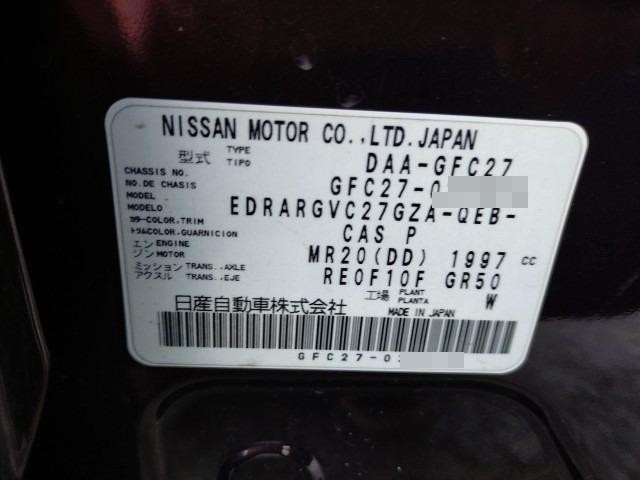 NISSAN MOTOR CO.,LTD.JAPAN
型式 TYPE TIPO DAA-GFC27
CHASSIS NO. NO.DE CHASIS GFC27-0
MODEL MODELO EDRARGVC27GZA-QEB-
カラー COLOR,TRIM トリム COLOR,GUARNICION CAS P
エンジン ENGINE MOTOR MR20(DD) 1997 CC
ミッション TRANS. AXLE アクスル TRANS. EJE RE0F10F GR50
工場 PLANT PLANTA W
日産自動車株式会社 MADE IN JAPAN
GFC27-0